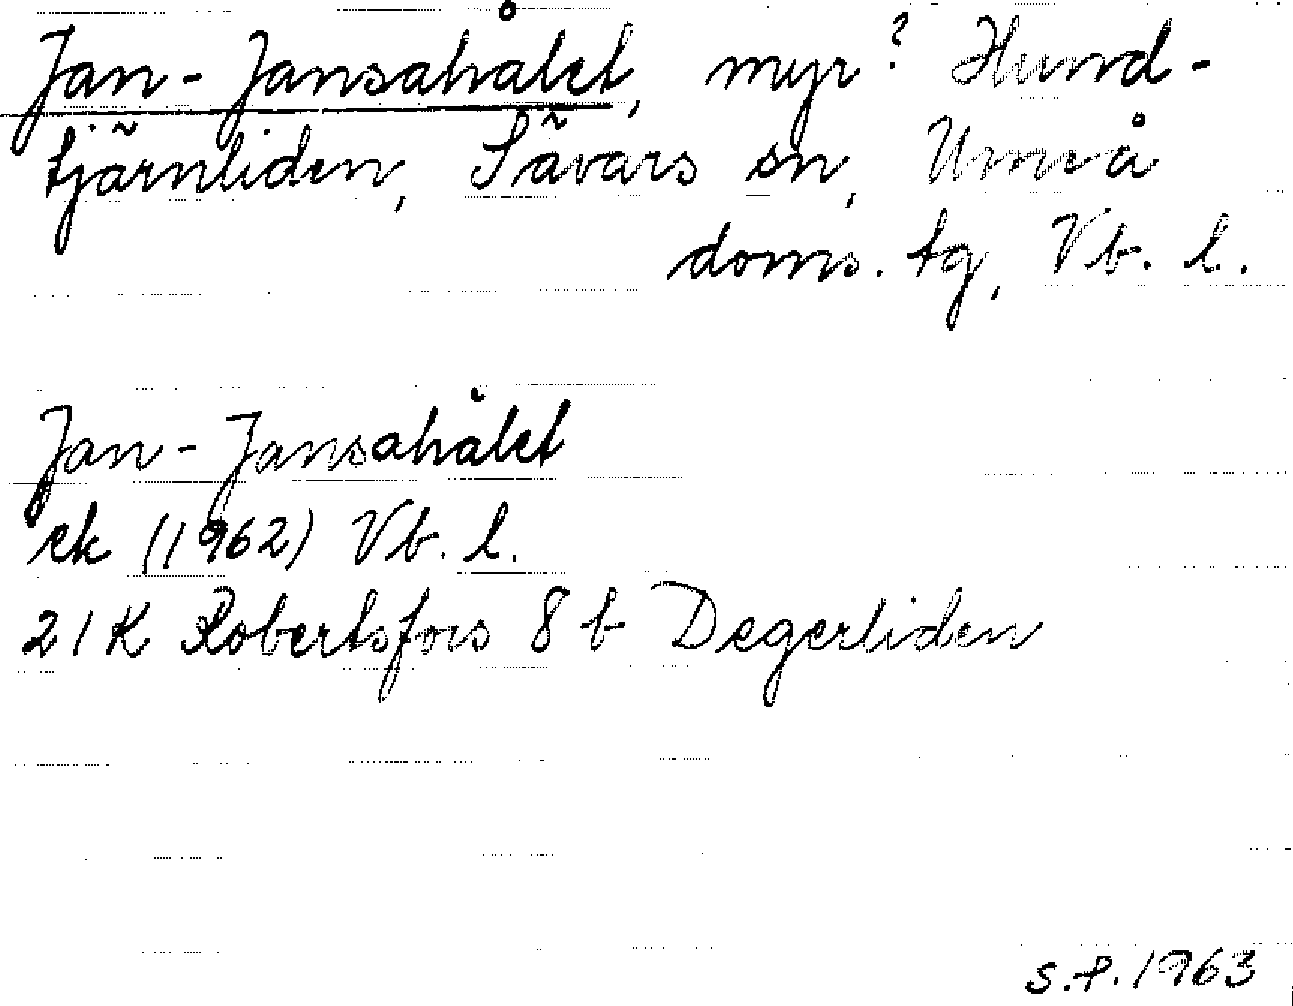 Jan-Jansahålet, myr? Hund-
tjärnliden, Sävars sn, Umeå
doms. tg, Vb. l.
Jan-Jansahålet
ek (1962) Vb. l.
21K Robertsfors 8 b Degerliden
S.P. 1963